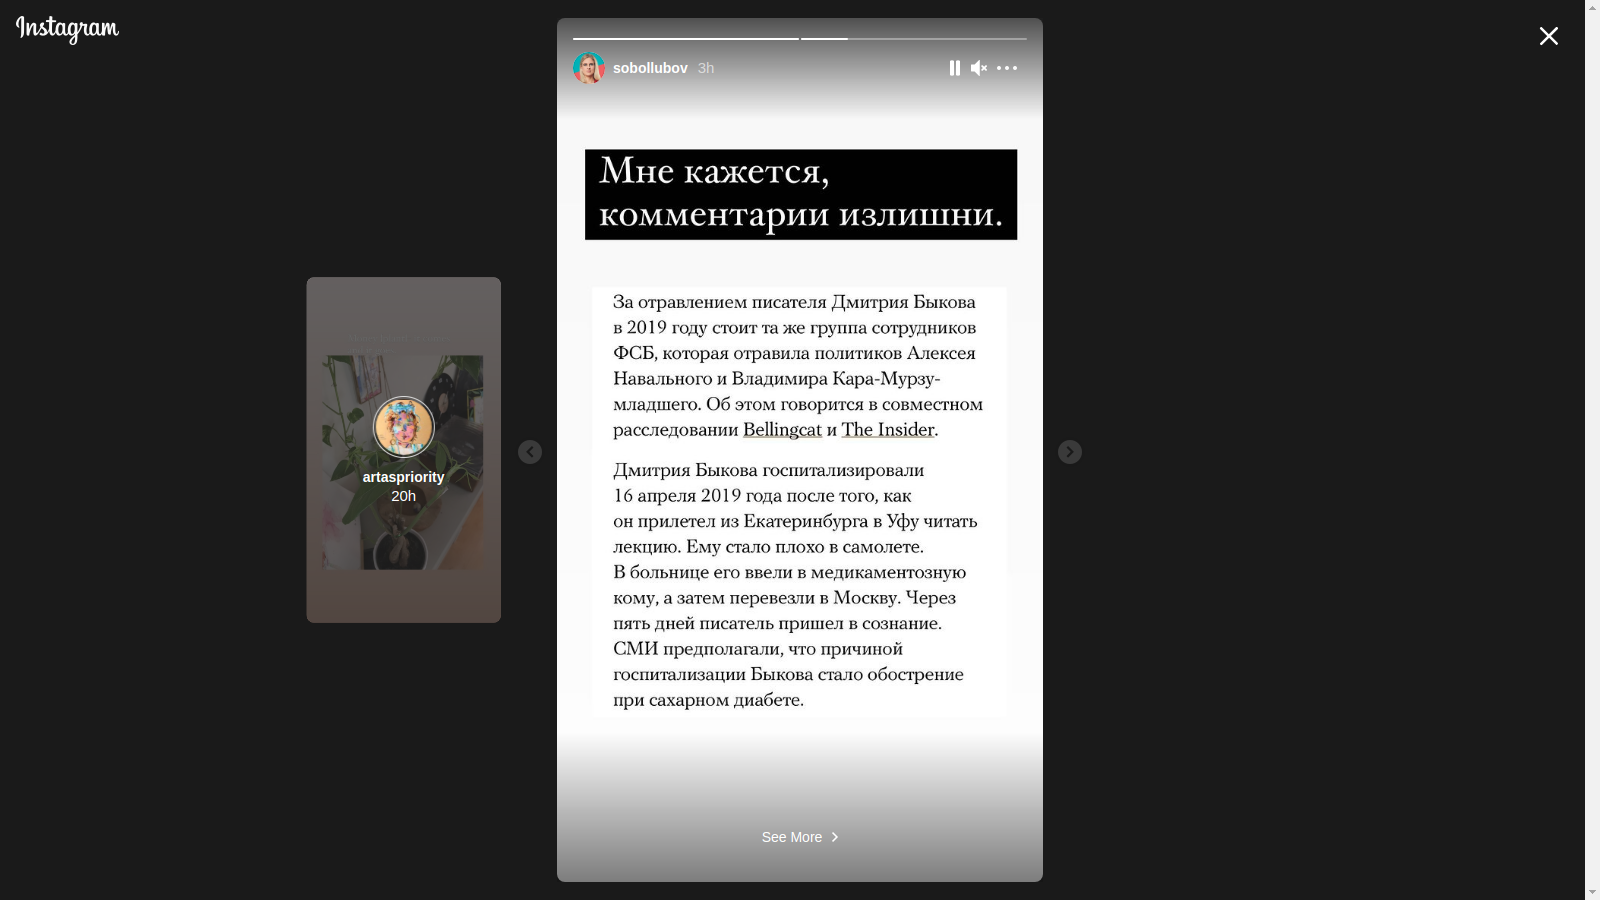 Instagram
sobollubov 3h
Мне кажется,
комментарии излишни.
За отравлением писателя Дмитрия Быкова
в 2019 году стоит та же группа сотрудников
ФСБ, которая отравила политиков Алексея
Навального и Владимира Кара-Мурзу-
младшего. Об этом говорится в совместном
расследовании Bellingcat и The Insider.
Дмитрия Быкова госпитализировали
16 апреля 2019 года после того, как
он прилетел из Екатеринбурга в Уфу читать
лекцию. Ему стало плохо в самолете.
В больнице его ввели в медикаментозную
кому, а затем перевезли в Москву. Через
пять дней писатель пришел в сознание.
СМИ предполагали, что причиной
госпитализации Быкова стало обострение
при сахарном диабете.
See More
artaspriority
20h